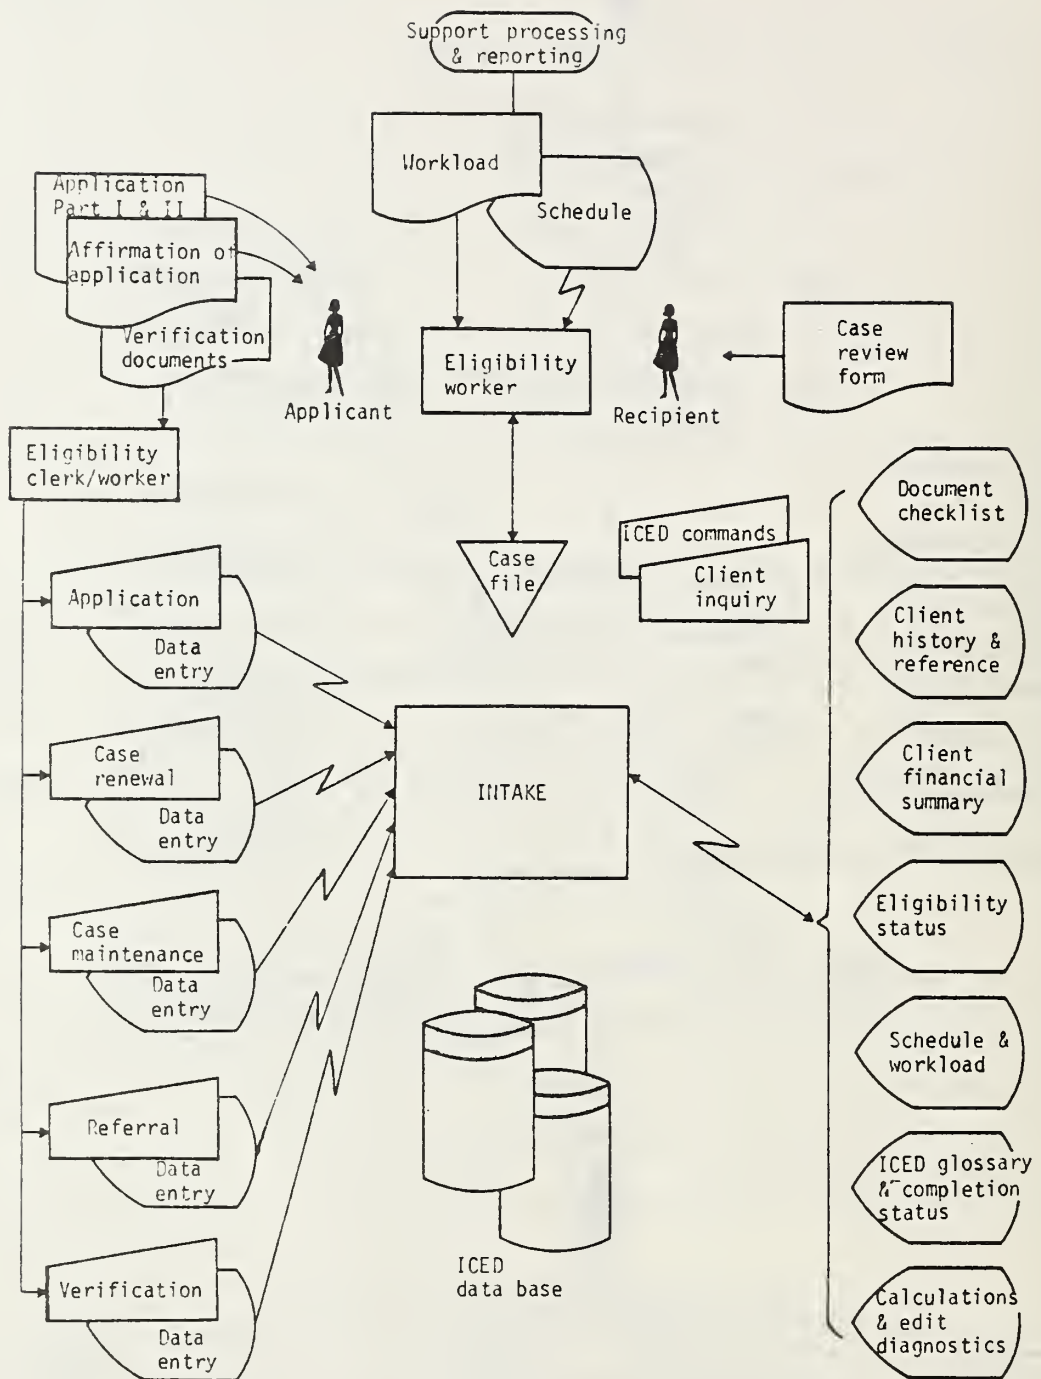 Support processing
& reporting
Workload
Schedule
Application
Part I & II
Affirmation of
application
Verification
documents
Applicant
Eligibility
worker
Recipient
Case
review
form
Eligibility
clerk/worker
Case
file
ICED commands
Client
inquiry
Application
Data
entry
Case
renewal
Data
entry
Case
maintenance
Data
entry
Referral
Data
entry
Verification
Data
entry
INTAKE
ICED
data base
Document
checklist
Client
history &
reference
Client
financial
summary
Eligibility
status
Schedule &
workload
ICED glossary
& completion
status
Calculations
& edit
diagnostics